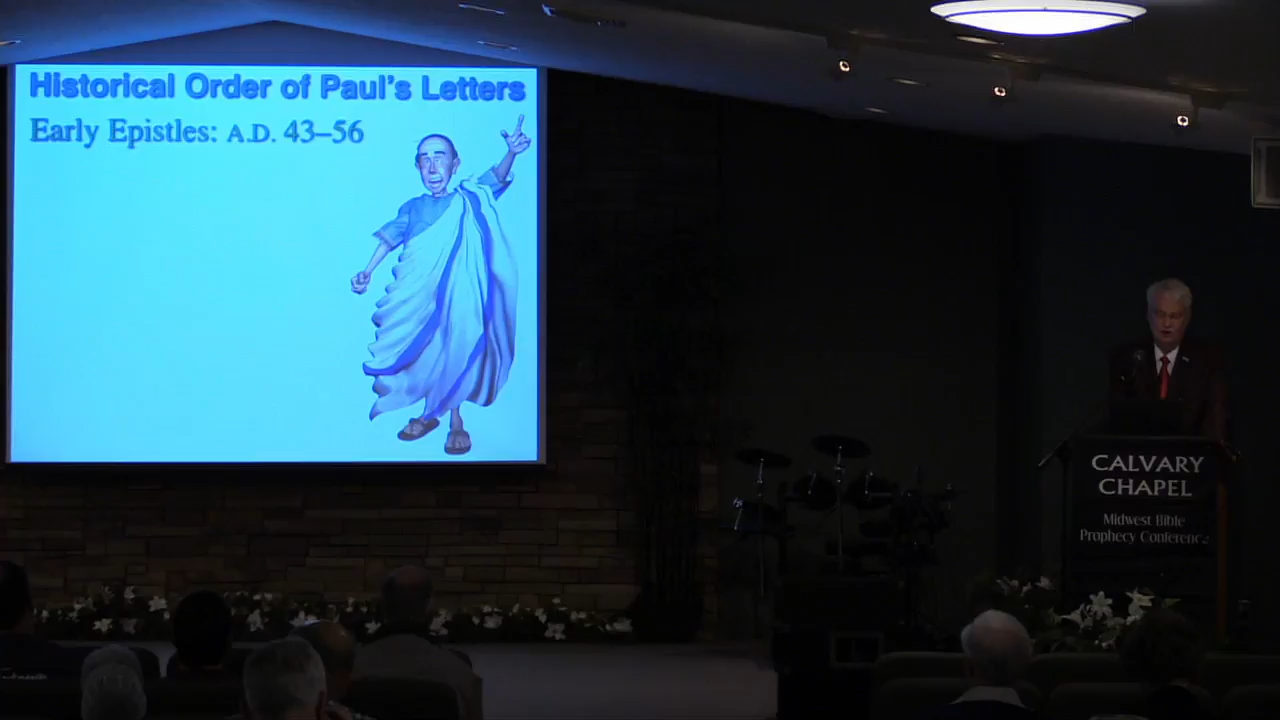 Historical Order of Paul's Letters
Early Epistles: A.D. 43–56
CALVARY
CHAPEL
Midwest Bible
Prophecy Conference